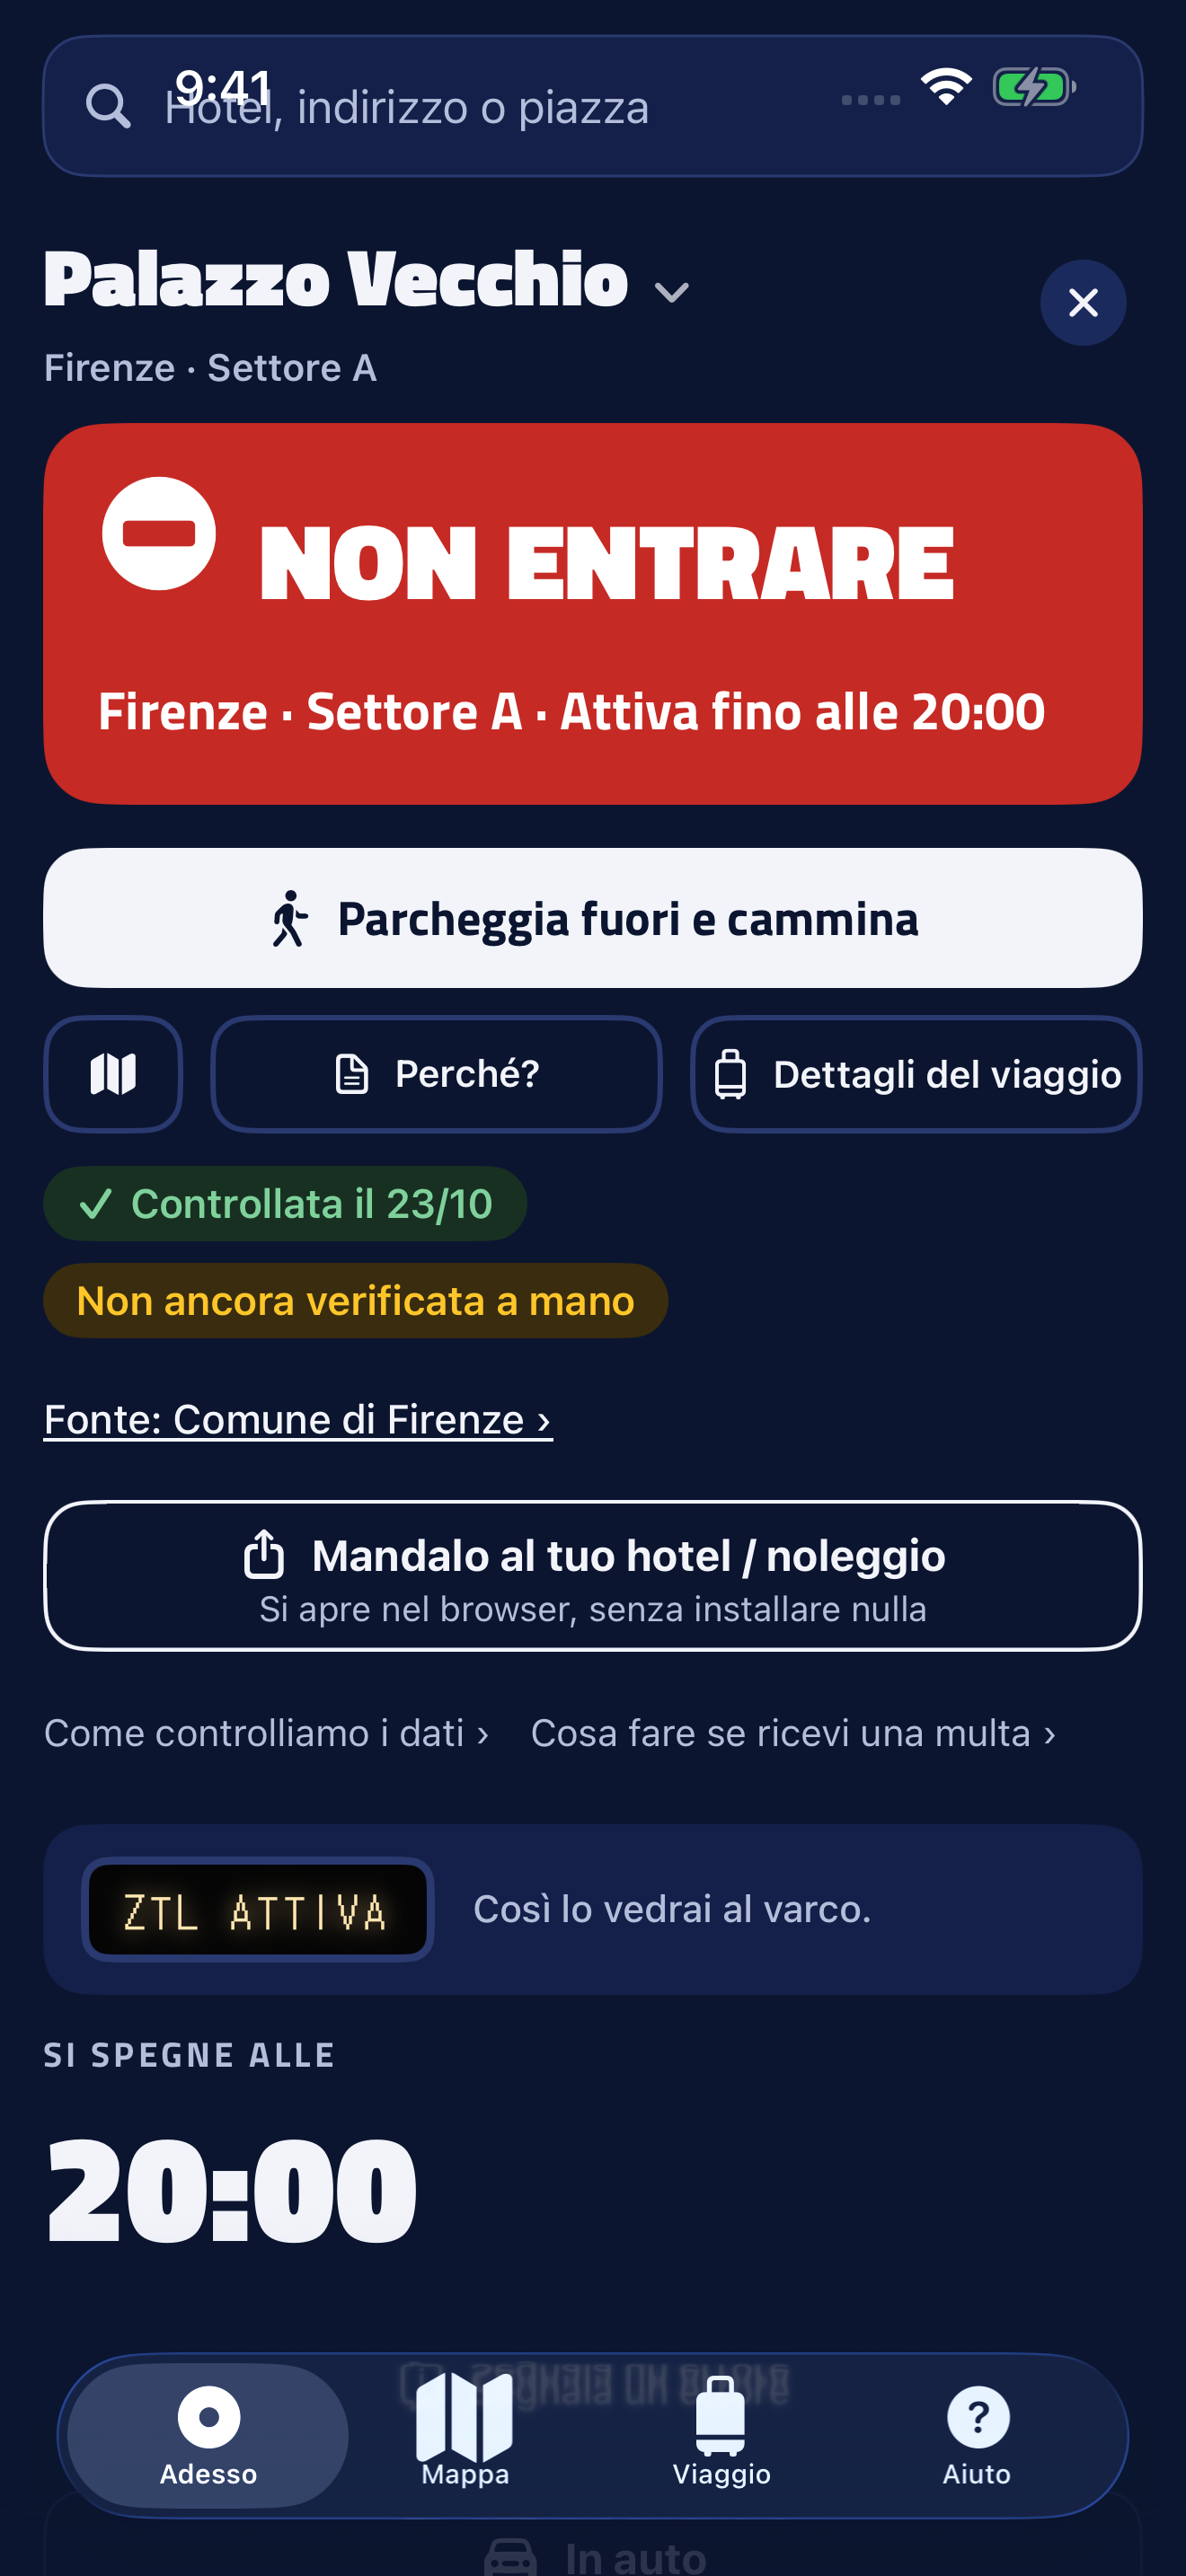 9:41
Hotel, indirizzo o piazza
Palazzo Vecchio
Firenze · Settore A
NON ENTRARE
Firenze · Settore A · Attiva fino alle 20:00
Parcheggia fuori e cammina
Perché?
Dettagli del viaggio
✓ Controllata il 23/10
Non ancora verificata a mano
Fonte: Comune di Firenze ›
Mandalo al tuo hotel / noleggio
Si apre nel browser, senza installare nulla
Come controlliamo i dati ›
Cosa fare se ricevi una multa ›
ZTL ATTIVA
Così lo vedrai al varco.
SI SPEGNE ALLE
20:00
Adesso
Mappa
Viaggio
Aiuto
In auto